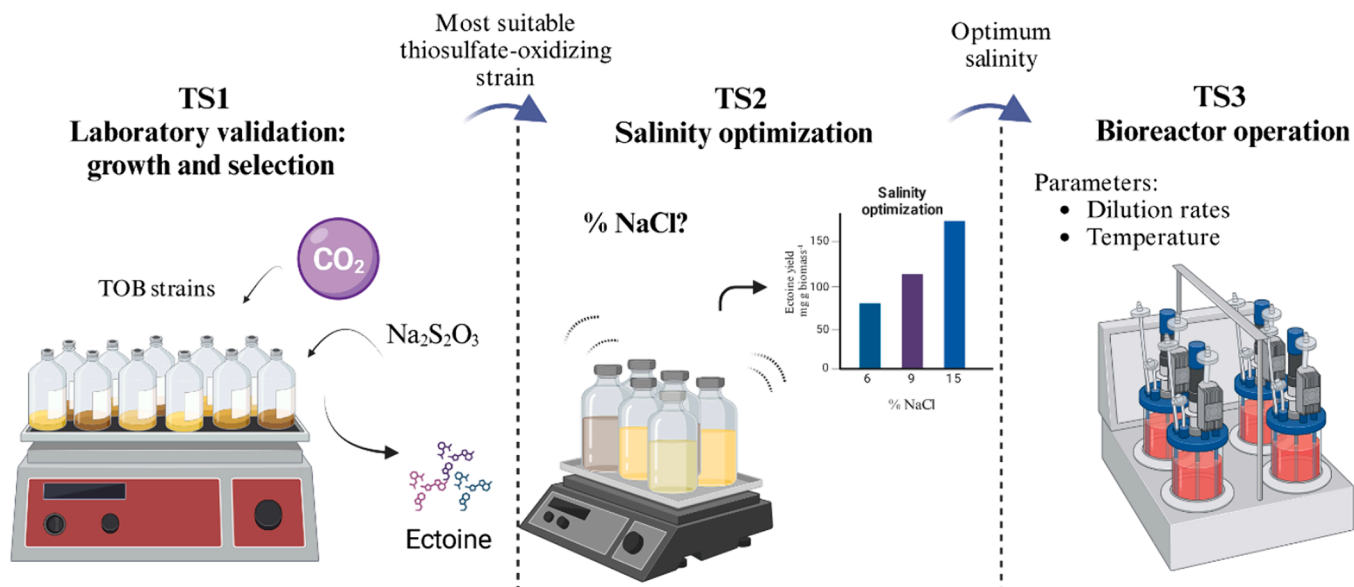 TS1
Laboratory validation:
growth and selection
CO₂
TOB strains
Na₂S₂O₃
Ectoine
Most suitable
thiosulfate-oxidizing
strain
TS2
Salinity optimization
% NaCl?
Salinity
optimization
Ectoine yield
mg g biomass⁻¹
150
100
50
0
6 9 15
% NaCl
Optimum
salinity
TS3
Bioreactor operation
Parameters:
• Dilution rates
• Temperature